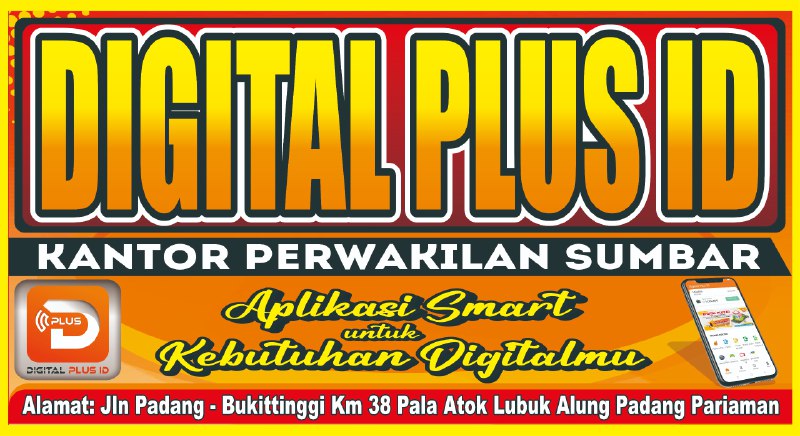 DIGITAL PLUS ID
KANTOR PERWAKILAN SUMBAR
PLUS
DIGITAL PLUS ID
Aplikasi Smart
untuk
Kebutuhan Digitalmu
Alamat: Jln Padang - Bukittinggi Km 38 Pala Atok Lubuk Alung Padang Pariaman